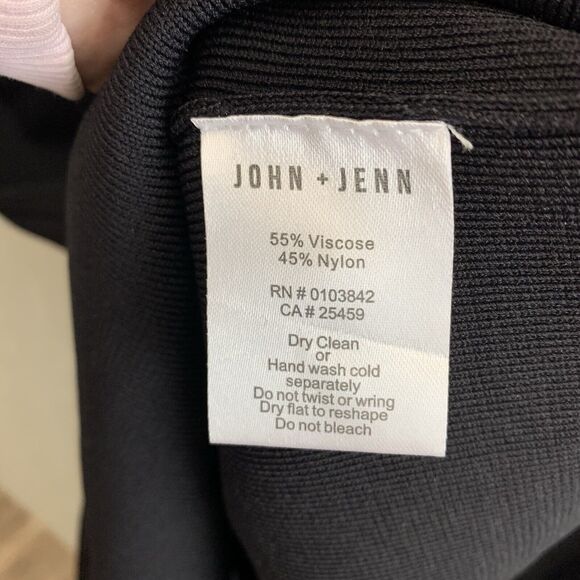 JOHN + JENN
55% Viscose
45% Nylon
RN # 0103842
CA # 25459
Dry Clean
or
Hand wash cold
separately
Do not twist or wring
Dry flat to reshape
Do not bleach